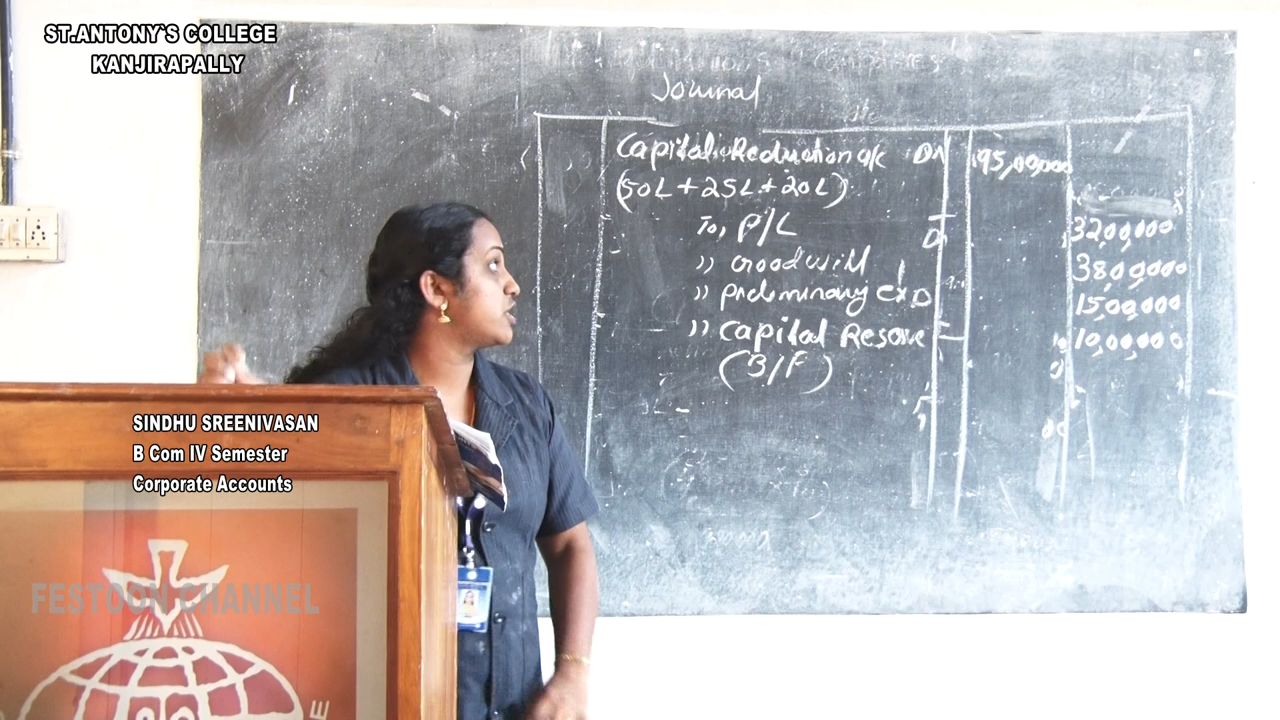 ST.ANTONY`S COLLEGE
KANJIRAPALLY
Journal
Capital Reduction a/c Dr 95,00,000
(50L + 25L + 20L)
To, P/L 32,00,000
,, Goodwill 38,00,000
,, preliminary ex 15,00,000
,, Capital Reserve 10,00,000
(B/F)
SINDHU SREENIVASAN
B Com IV Semester
Corporate Accounts
FESTOON CHANNEL